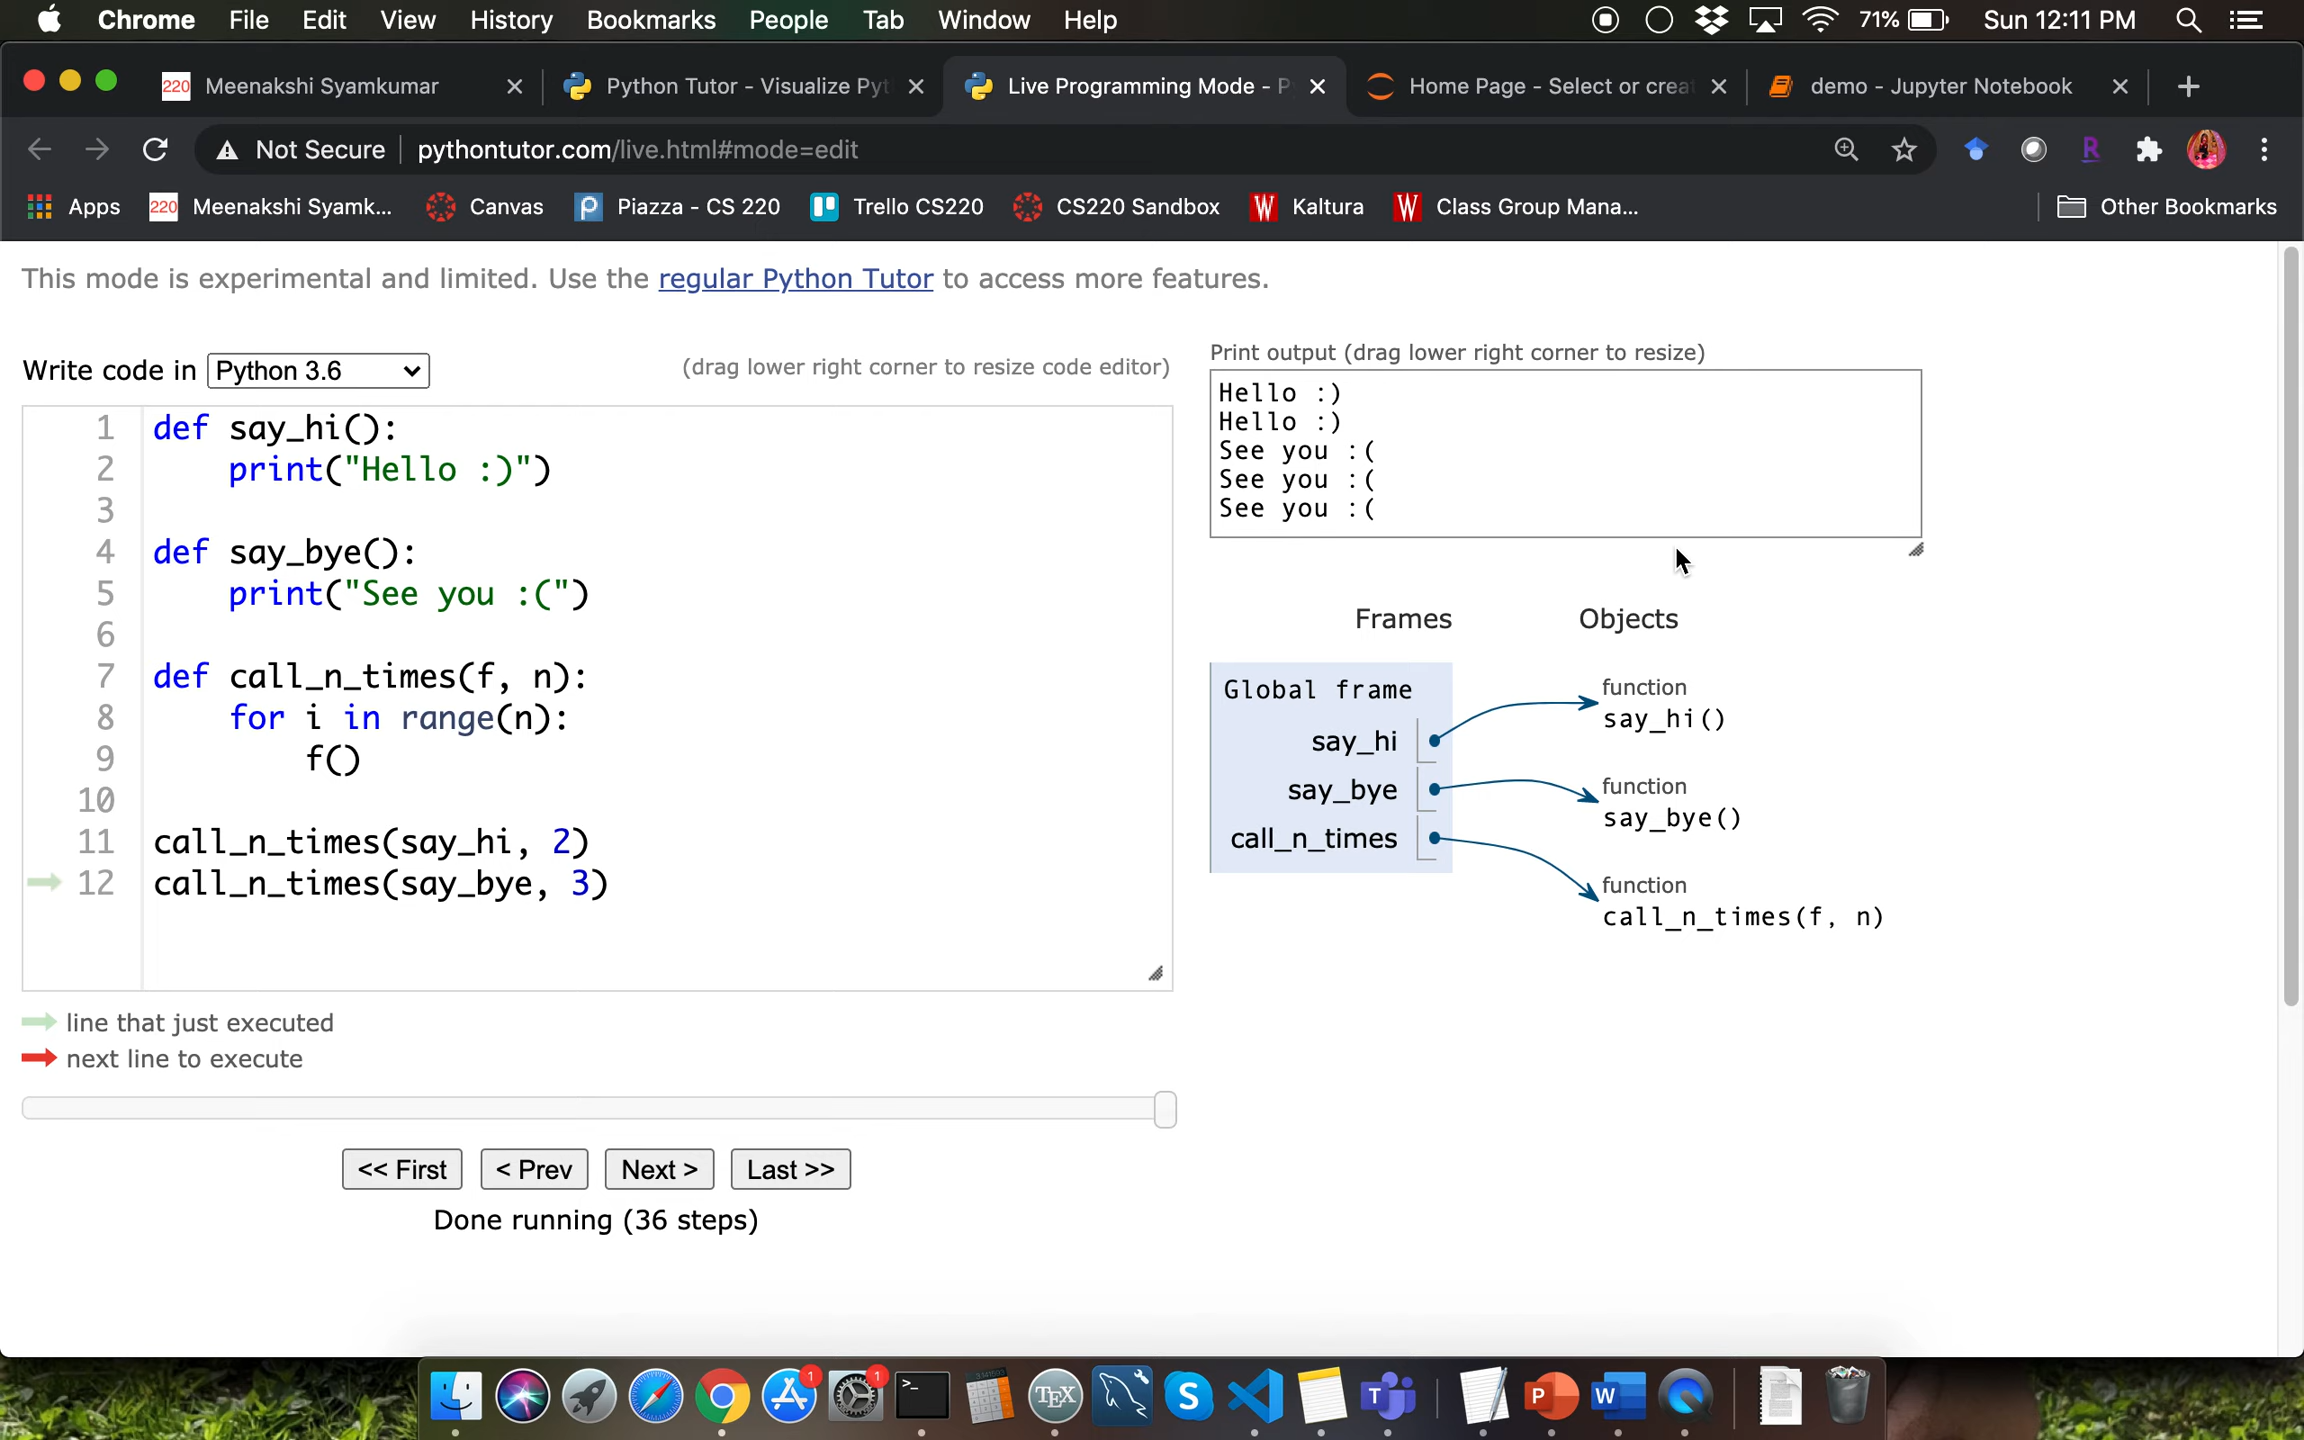 Chrome File Edit View History Bookmarks People Tab Window Help 71% Sun 12:11 PM
220 Meenakshi Syamkumar Python Tutor - Visualize Pyt Live Programming Mode - P Home Page - Select or creat demo - Jupyter Notebook
Not Secure pythontutor.com/live.html#mode=edit R
Apps 220 Meenakshi Syamk... Canvas Piazza - CS 220 Trello CS220 CS220 Sandbox W Kaltura W Class Group Mana... Other Bookmarks
This mode is experimental and limited. Use the regular Python Tutor to access more features.
Write code in Python 3.6 (drag lower right corner to resize code editor)
1 def say_hi():
2 print("Hello :)")
3
4 def say_bye():
5 print("See you :(")
6
7 def call_n_times(f, n):
8 for i in range(n):
9 f()
10
11 call_n_times(say_hi, 2)
12 call_n_times(say_bye, 3)
line that just executed
next line to execute
<< First < Prev Next > Last >>
Done running (36 steps)
Print output (drag lower right corner to resize)
Hello :)
Hello :)
See you :(
See you :(
See you :(
Frames Objects
Global frame
say_hi
say_bye
call_n_times
function
say_hi()
function
say_bye()
function
call_n_times(f, n)
1 1 >_ TEX S T P W